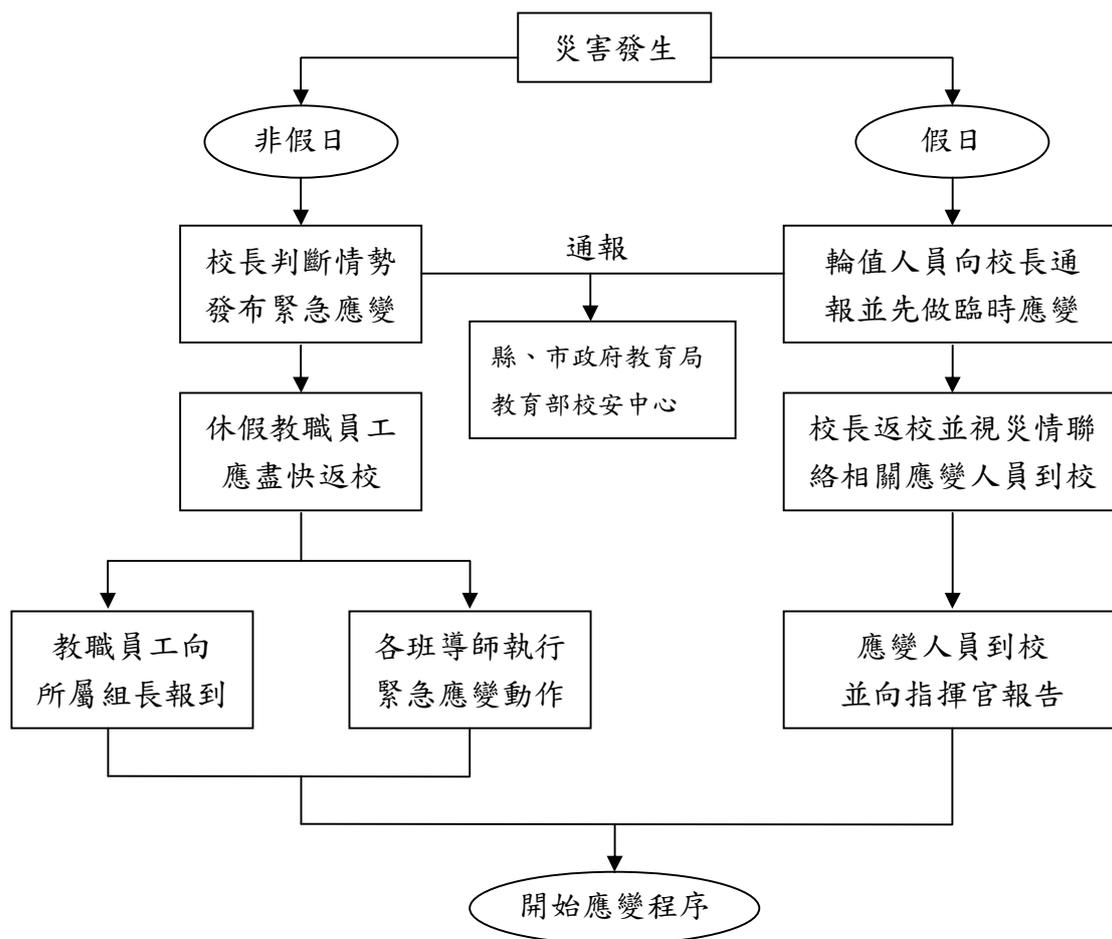 災害發生
非假日
假日
校長判斷情勢
發布緊急應變
通報
輪值人員向校長通
報並先做臨時應變
縣、市政府教育局
教育部校安中心
休假教職員工
應盡快返校
校長返校並視災情聯
絡相關應變人員到校
教職員工向
所屬組長報到
各班導師執行
緊急應變動作
應變人員到校
並向指揮官報告
開始應變程序